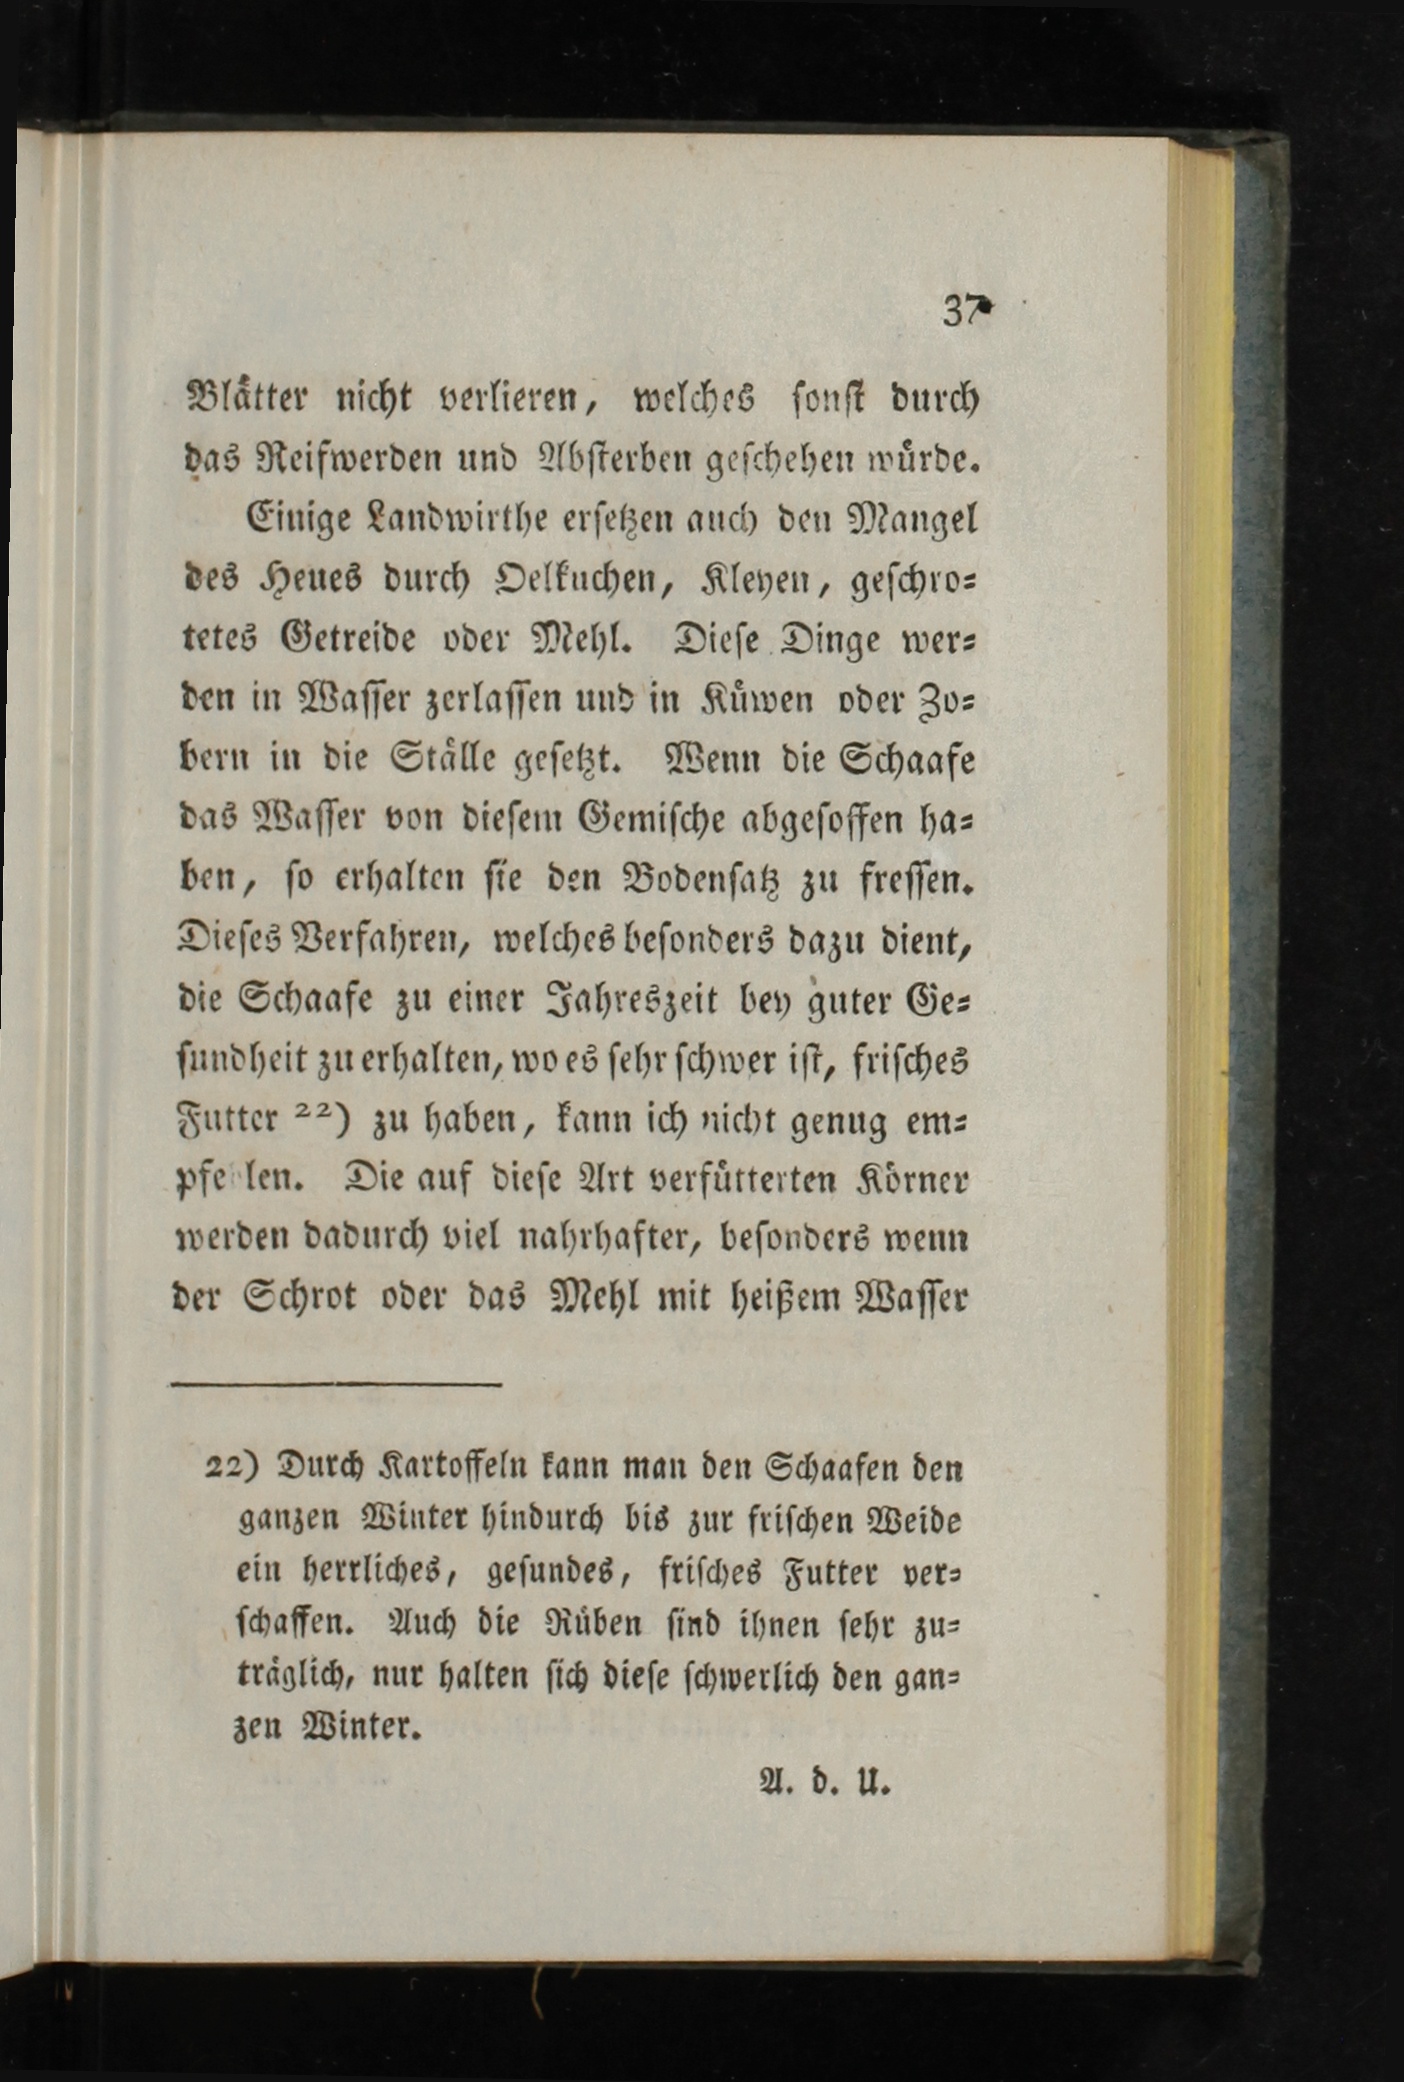 37
Blätter nicht verlieren, welches sonst durch
das Reifwerden und Absterben geschehen würde.
Einige Landwirthe ersetzen auch den Mangel
des Heues durch Oelkuchen, Kleyen, geschro-
tetes Getreide oder Mehl. Diese Dinge wer-
den in Wasser zerlassen und in Küwen oder Zo-
bern in die Ställe gesetzt. Wenn die Schaafe
das Wasser von diesem Gemische abgesoffen ha-
ben, so erhalten sie den Bodensatz zu fressen.
Dieses Verfahren, welches besonders dazu dient,
die Schaafe zu einer Jahreszeit bey guter Ge-
sundheit zu erhalten, wo es sehr schwer ist, frisches
Futter 22) zu haben, kann ich nicht genug em-
pfe len. Die auf diese Art verfütterten Körner
werden dadurch viel nahrhafter, besonders wenn
der Schrot oder das Mehl mit heißem Wasser
22) Durch Kartoffeln kann man den Schaafen den
ganzen Winter hindurch bis zur frischen Weide
ein herrliches, gesundes, frisches Futter ver-
schaffen. Auch die Rüben sind ihnen sehr zu-
träglich, nur halten sich diese schwerlich den gan-
zen Winter.
A. d. U.